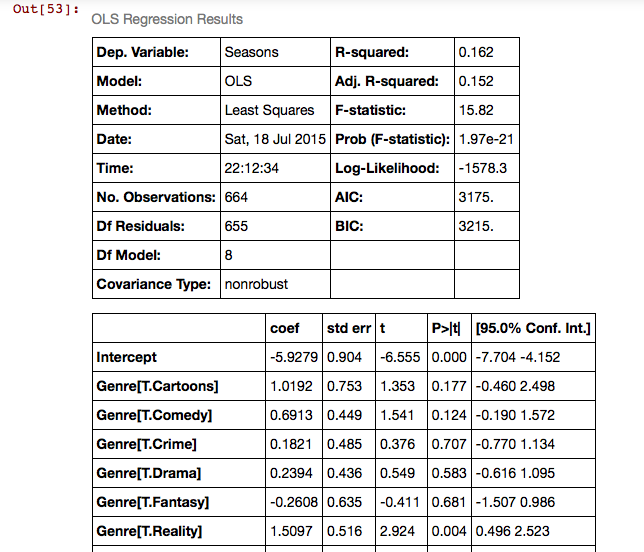 Out[53]:
OLS Regression Results
Dep. Variable: Seasons R-squared: 0.162
Model: OLS Adj. R-squared: 0.152
Method: Least Squares F-statistic: 15.82
Date: Sat, 18 Jul 2015 Prob (F-statistic): 1.97e-21
Time: 22:12:34 Log-Likelihood: -1578.3
No. Observations: 664 AIC: 3175.
Df Residuals: 655 BIC: 3215.
Df Model: 8
Covariance Type: nonrobust
coef std err t P>|t| [95.0% Conf. Int.]
Intercept -5.9279 0.904 -6.555 0.000 -7.704 -4.152
Genre[T.Cartoons] 1.0192 0.753 1.353 0.177 -0.460 2.498
Genre[T.Comedy] 0.6913 0.449 1.541 0.124 -0.190 1.572
Genre[T.Crime] 0.1821 0.485 0.376 0.707 -0.770 1.134
Genre[T.Drama] 0.2394 0.436 0.549 0.583 -0.616 1.095
Genre[T.Fantasy] -0.2608 0.635 -0.411 0.681 -1.507 0.986
Genre[T.Reality] 1.5097 0.516 2.924 0.004 0.496 2.523